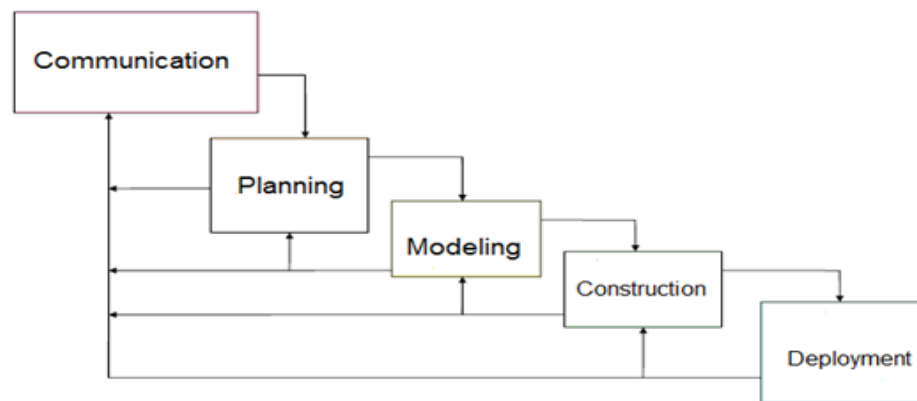 Communication
Planning
Modeling
Construction
Deployment